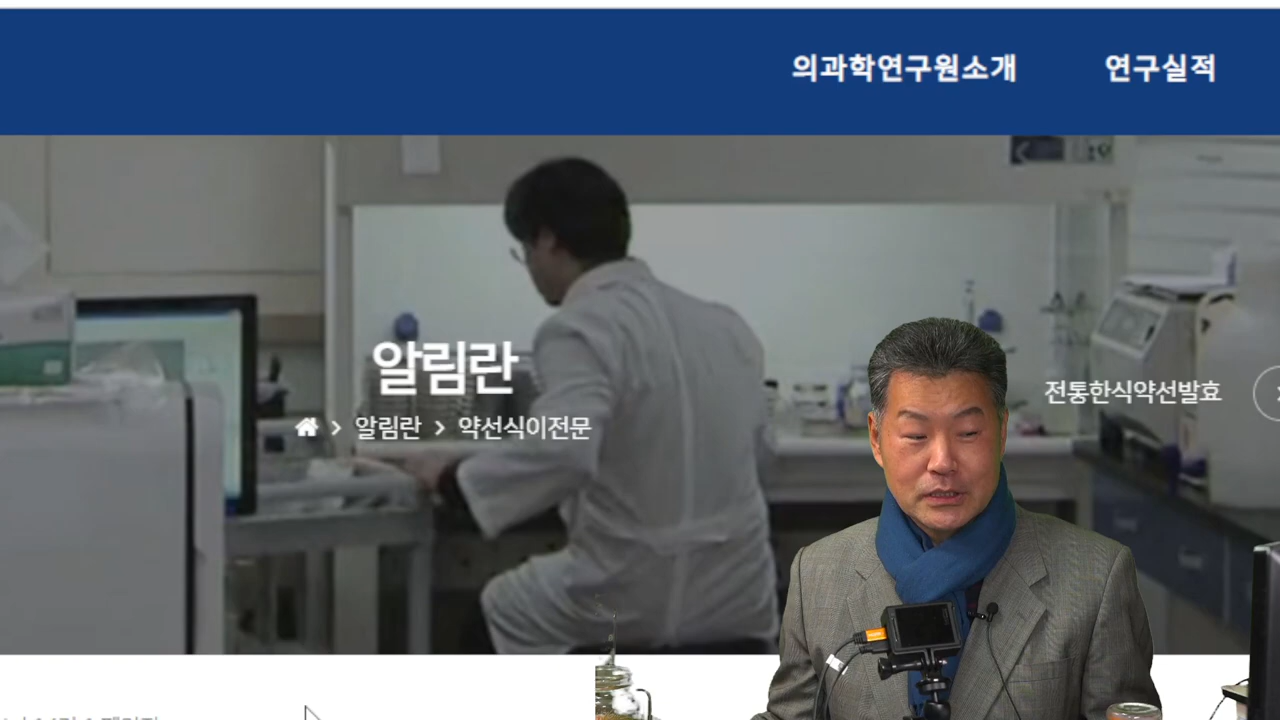 의과학연구원소개 연구실적
알림란
알림란 약선식이전문
전통한식약선발효